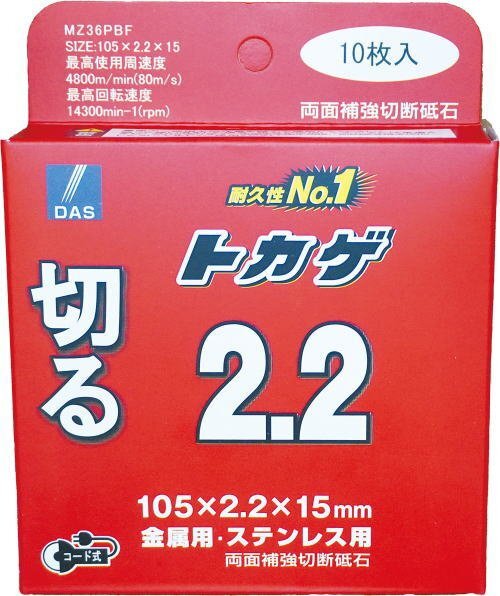 MZ36PBF
SIZE:105×2.2×15
最高使用周速度
4800m/min(80m/s)
最高回転速度
14300min-1(rpm)
10枚入
両面補強切断砥石
DAS
耐久性No.1
トカゲ
切る
2.2
105×2.2×15mm
金属用・ステンレス用
両面補強切断砥石
コード式